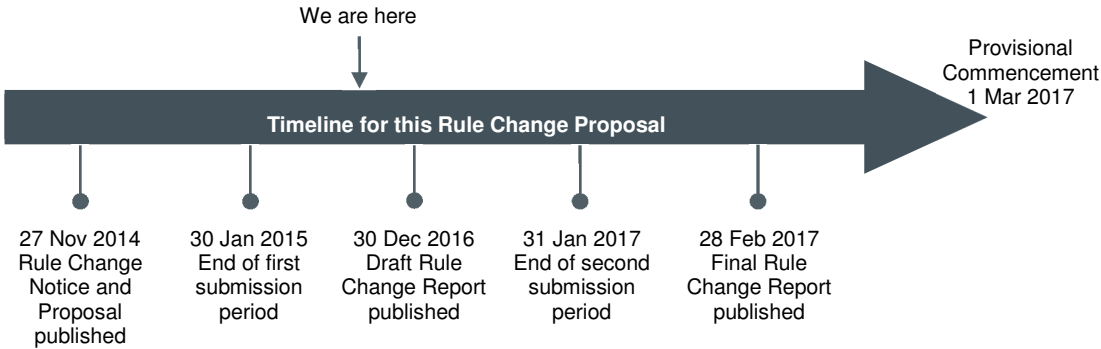 We are here
Provisional
Commencement
1 Mar 2017
Timeline for this Rule Change Proposal
27 Nov 2014
Rule Change
Notice and
Proposal
published
30 Jan 2015
End of first
submission
period
30 Dec 2016
Draft Rule
Change Report
published
31 Jan 2017
End of second
submission
period
28 Feb 2017
Final Rule
Change Report
published